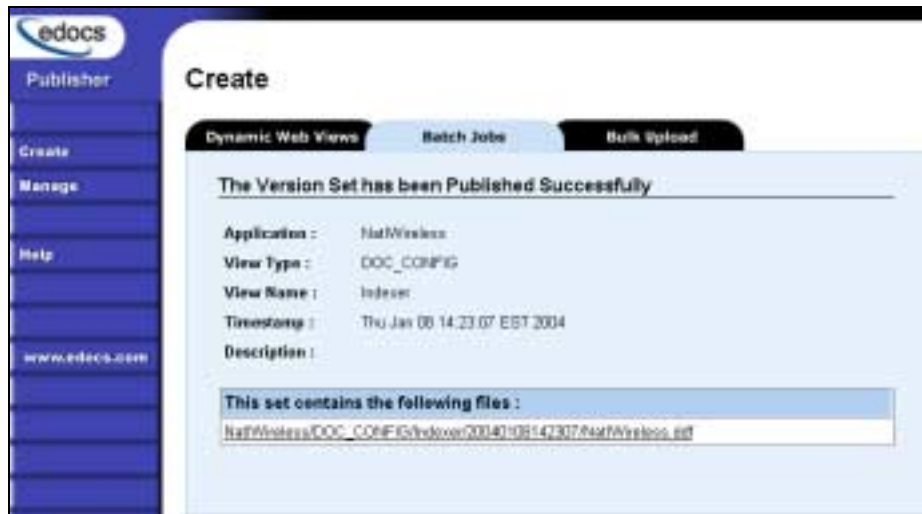 edocs
Publisher
Create
Manage
Help
www.edocs.com
Create
Dynamic Web Views
Batch Jobs
Bulk Upload
The Version Set has been Published Successfully
Application : NatlWireless
View Type : DOC_CONFIG
View Name : Indexer
Timestamp : Thu Jan 08 14:23:07 EST 2004
Description :
This set contains the following files :
NatlWireless/DOC_CONFIG/Indexer/20040108142307/NatlWireless.ddf